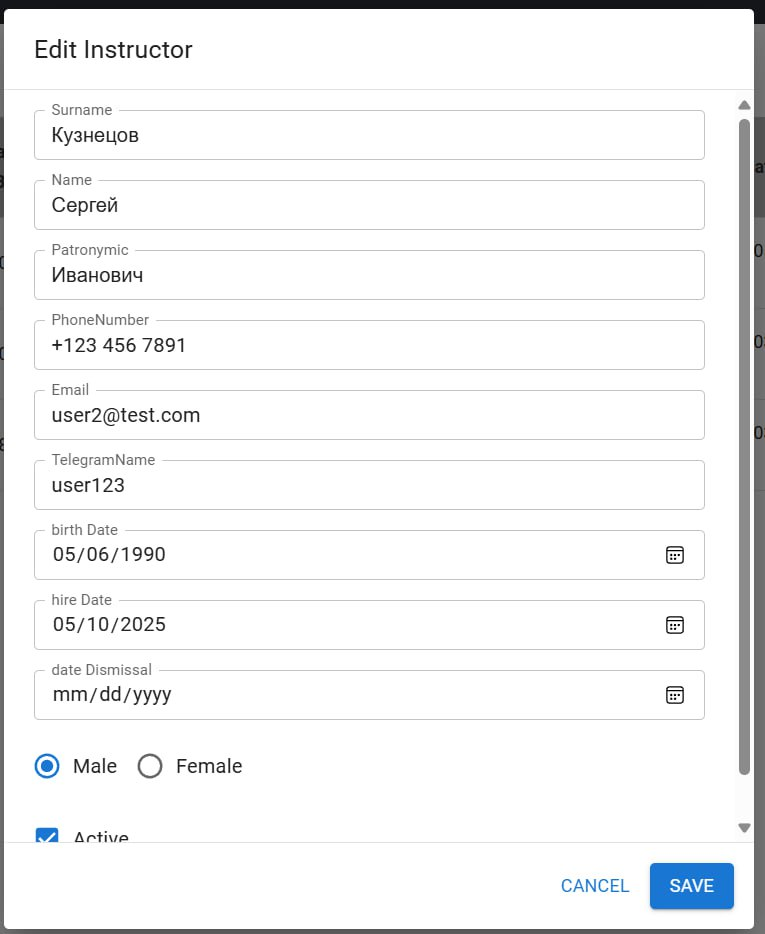 Edit Instructor
Surname
Кузнецов
Name
Сергей
Patronymic
Иванович
PhoneNumber
+123 456 7891
Email
user2@test.com
TelegramName
user123
birth Date
05/06/1990
hire Date
05/10/2025
date Dismissal
mm/dd/yyyy
Male Female
Active
CANCEL SAVE